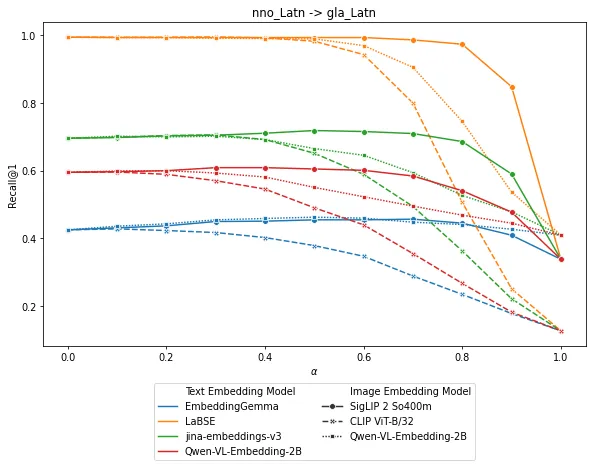 nno_Latn -> gla_Latn
1.0
0.8
0.6
0.4
0.2
Recall@1
0.0 0.2 0.4 0.6 0.8 1.0
α
Text Embedding Model Image Embedding Model
EmbeddingGemma SigLIP 2 So400m
LaBSE CLIP ViT-B/32
jina-embeddings-v3 Qwen-VL-Embedding-2B
Qwen-VL-Embedding-2B